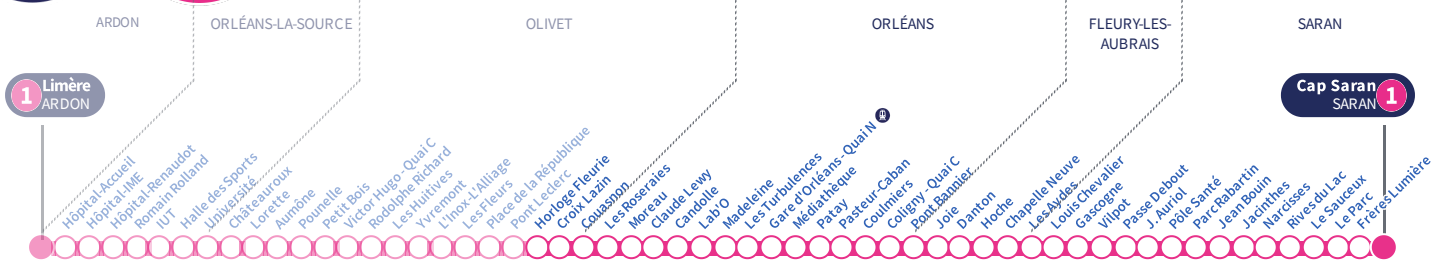 ARDON
ORLÉANS-LA-SOURCE
OLIVET
ORLÉANS
FLEURY-LES-
AUBRAIS
SARAN
1 Limère
ARDON
Cap Saran 1
SARAN
Hôpital-Accueil
Hôpital-IME
Hôpital-Renaudot
Romain Rolland
IUT
Halle des Sports
Université
Châteauroux
Lorette
Aumône
Pounelle
Petit Bois
Victor Hugo - Quai C
Rodolphe Richard
Les Huitives
Yvremont
L'Inox-L'Alliage
Les Fleurs
Place de la République
Pont Leclerc
Horloge Fleurie
Croix Lazin
Couasnon
Les Roseraies
Moreau
Claude Lewy
Candolle
Lab'O
Madeleine
Les Turbulences
Gare d'Orléans - Quai N
Médiathèque
Patay
Pasteur-Caban
Coulmiers
Coligny - Quai C
Pont Bannier
Joie
Danton
Hoche
Chapelle Neuve
Les Aydes
Louis Chevalier
Gascogne
Vilpot
Passe Debout
J. Auriol
Pôle Santé
Parc Rabartin
Jean Bouin
Jacinthes
Narcisses
Rives du Lac
Le Sauceux
Le Parc
Frères Lumière